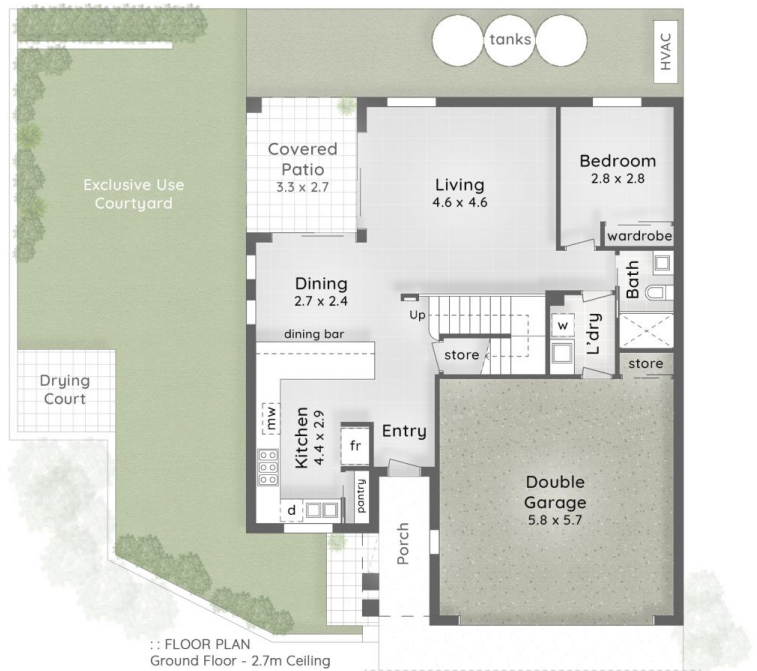 tanks
HVAC
Covered
Patio
3.3 x 2.7
Living
4.6 x 4.6
Bedroom
2.8 x 2.8
Exclusive Use
Courtyard
wardrobe
Bath
Dining
2.7 x 2.4
Up
w
L'dry
dining bar
store
store
Drying
Court
mw
Kitchen
4.4 x 2.9
fr
Entry
pantry
d
Double
Garage
5.8 x 5.7
Porch
:: FLOOR PLAN
Ground Floor - 2.7m Ceiling